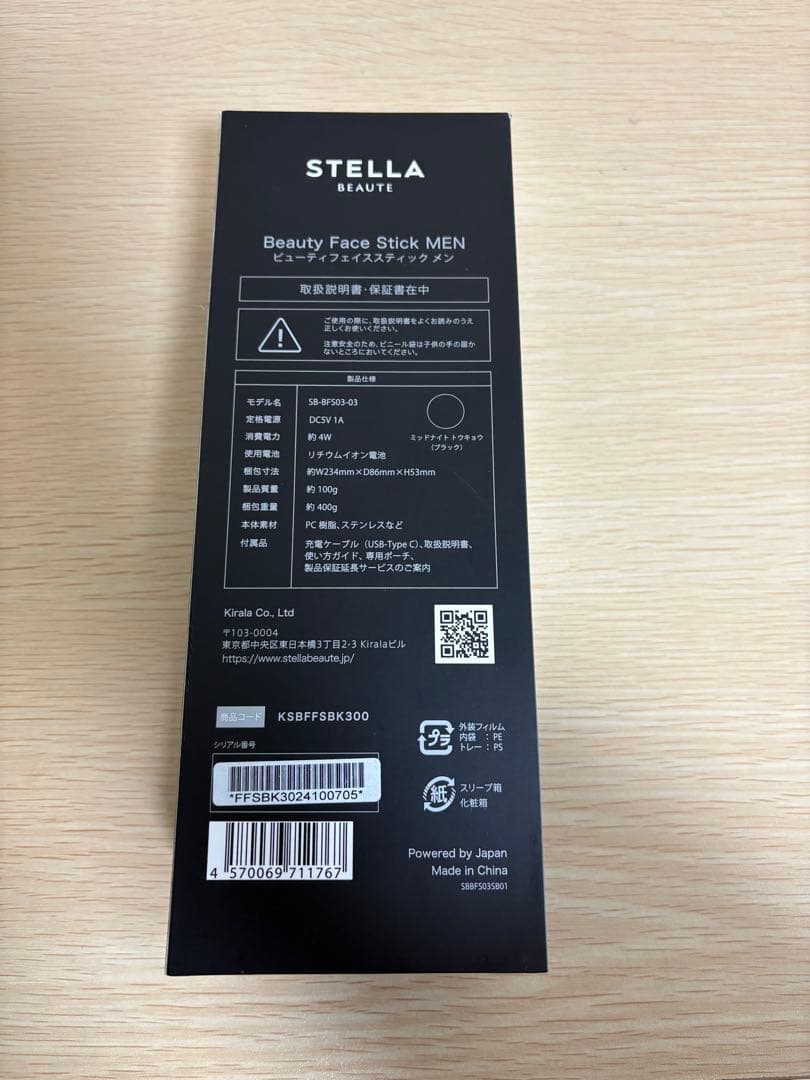 STELLA
BEAUTE
Beauty Face Stick MEN
ビューティフェイススティック メン
取扱説明書・保証書在中
ご使用の際に、取扱説明書をよくお読みのうえ
正しくお使いください。
注意安全のため、ビニール袋は子供の手の届か
ないところにおいてください。
製品仕様
モデル名 SB-BFS03-03
定格電源 DC5V 1A
消費電力 約 4W
使用電池 リチウムイオン電池
梱包寸法 約W234mm×D86mm×H53mm
製品質量 約 100g
梱包重量 約 400g
本体素材 PC 樹脂、ステンレスなど
付属品 充電ケーブル（USB-Type C）、取扱説明書、
使い方ガイド、専用ポーチ、
製品保証延長サービスのご案内
ミッドナイト トウキョウ
（ブラック）
Kirala Co., Ltd
〒103-0004
東京都中央区東日本橋3丁目2-3 Kiralaビル
https://www.stellabeaute.jp/
商品コード KSBFFSBK300
シリアル番号
*FFSBK3024100705*
4 570069 711767
プラ
外装フィルム
内袋 ：PE
トレー：PS
紙
スリーブ箱
化粧箱
Powered by Japan
Made in China
SBBFS03SB01